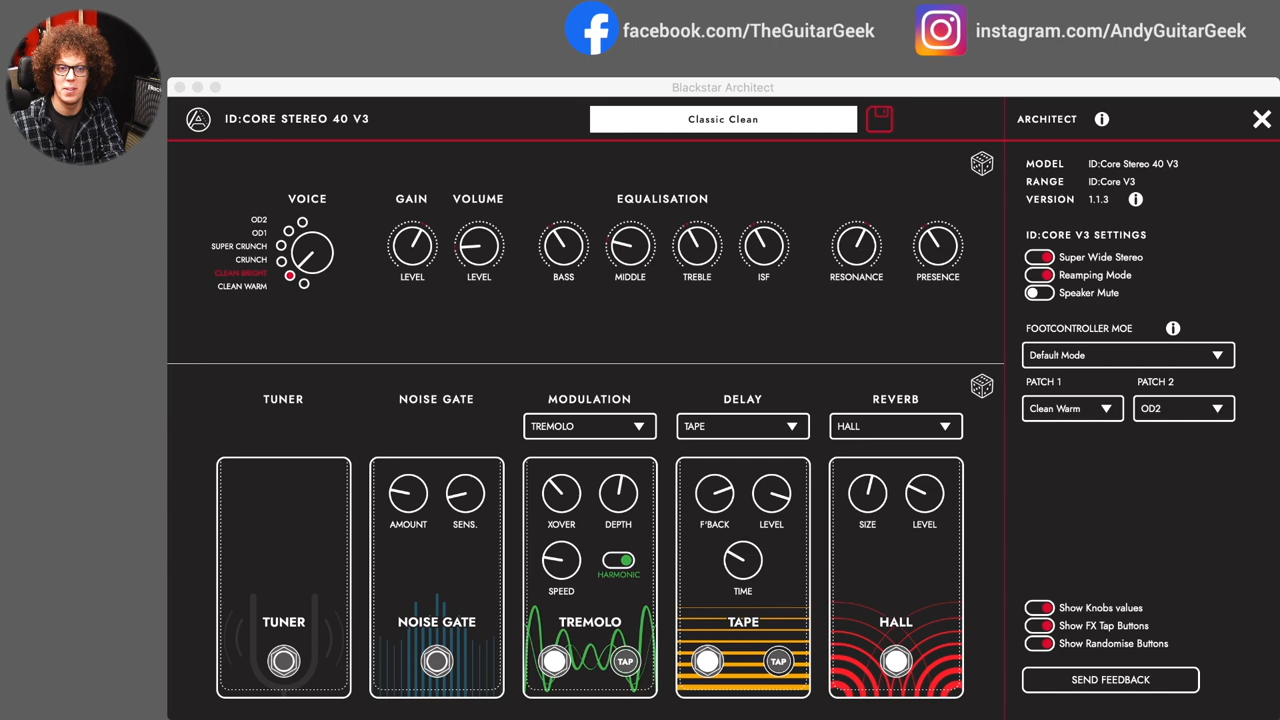 facebook.com/TheGuitarGeek
instagram.com/AndyGuitarGeek
Blackstar Architect
ID:CORE STEREO 40 V3
Classic Clean
ARCHITECT
MODEL ID:Core Stereo 40 V3
RANGE ID:Core V3
VERSION 1.1.3
VOICE
GAIN
VOLUME
EQUALISATION
OD2
OD1
SUPER CRUNCH
CRUNCH
CLEAN BRIGHT
CLEAN WARM
LEVEL
LEVEL
BASS
MIDDLE
TREBLE
ISF
RESONANCE
PRESENCE
ID:CORE V3 SETTINGS
Super Wide Stereo
Reamping Mode
Speaker Mute
FOOTCONTROLLER MOE
Default Mode
PATCH 1 PATCH 2
Clean Warm OD2
TUNER
NOISE GATE
MODULATION
DELAY
REVERB
TREMOLO
TAPE
HALL
AMOUNT SENS.
XOVER DEPTH
F'BACK LEVEL
SIZE LEVEL
SPEED HARMONIC
TIME
TUNER
NOISE GATE
TREMOLO
TAPE
HALL
TAP
TAP
Show Knobs values
Show FX Tap Buttons
Show Randomise Buttons
SEND FEEDBACK